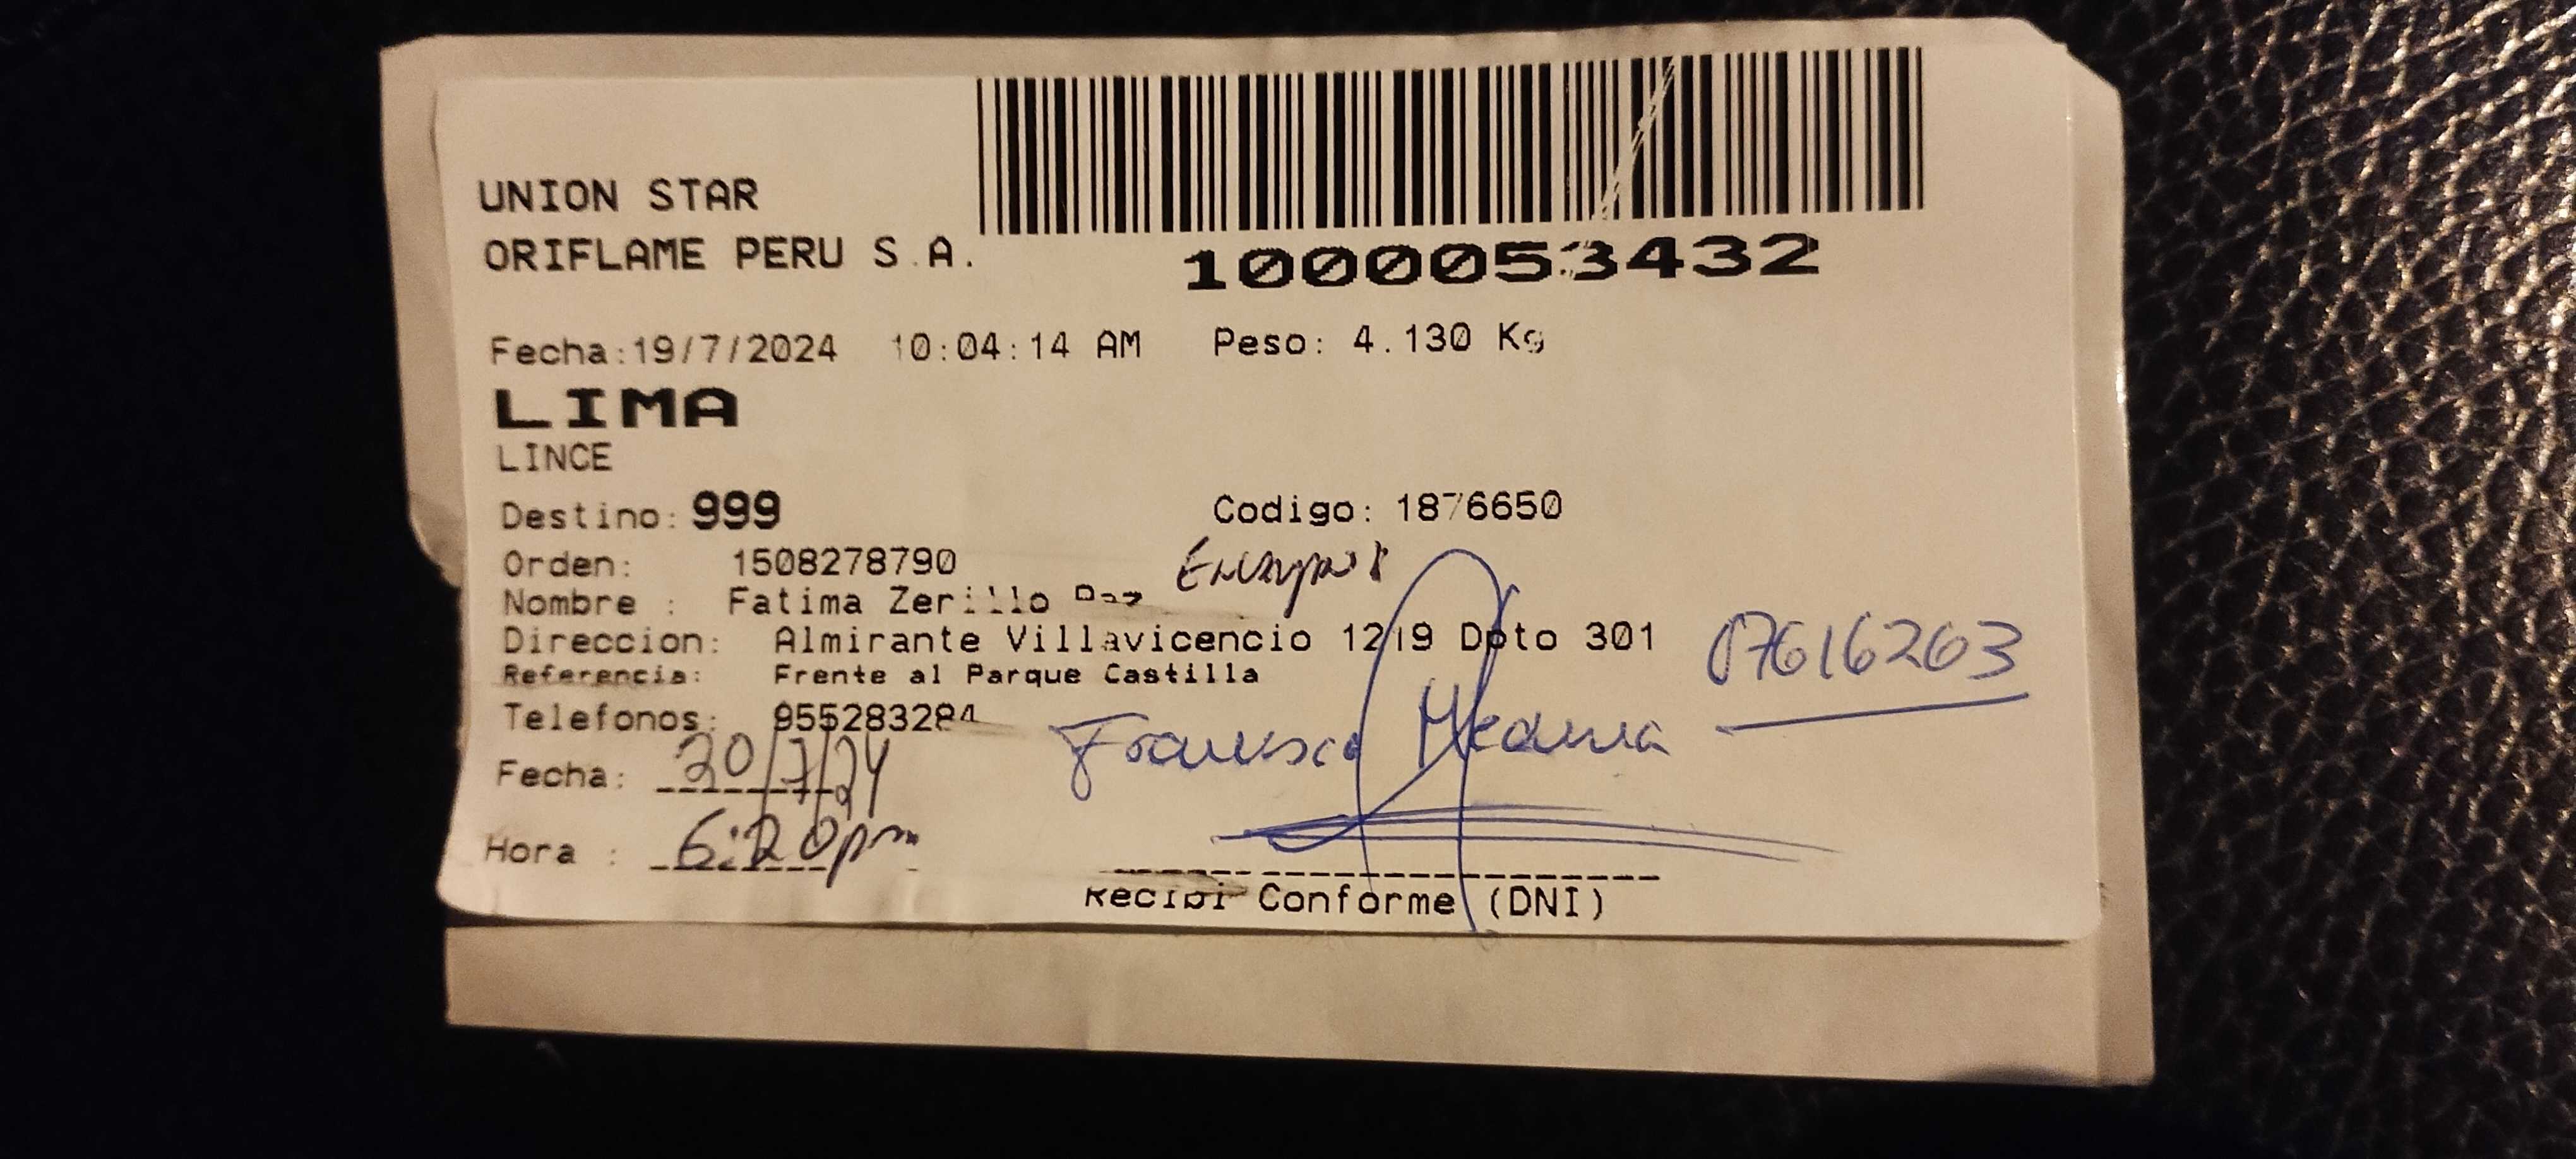 UNION STAR
ORIFLAME PERU S.A.
1000053432
Fecha:19/7/2024 10:04:14 AM Peso: 4.130 Kg
LIMA
LINCE
Destino: 999 Codigo: 1876650
Orden: 1508278790
Nombre : Fatima Zerillo Paz
Direccion: Almirante Villavicencio 1219 Dpto 301
07616263
Referencia: Frente al Parque Castilla
Telefonos: 955283284
Fecha: 20/7/24
Hora : 6:20pm
Recibi Conforme (DNI)